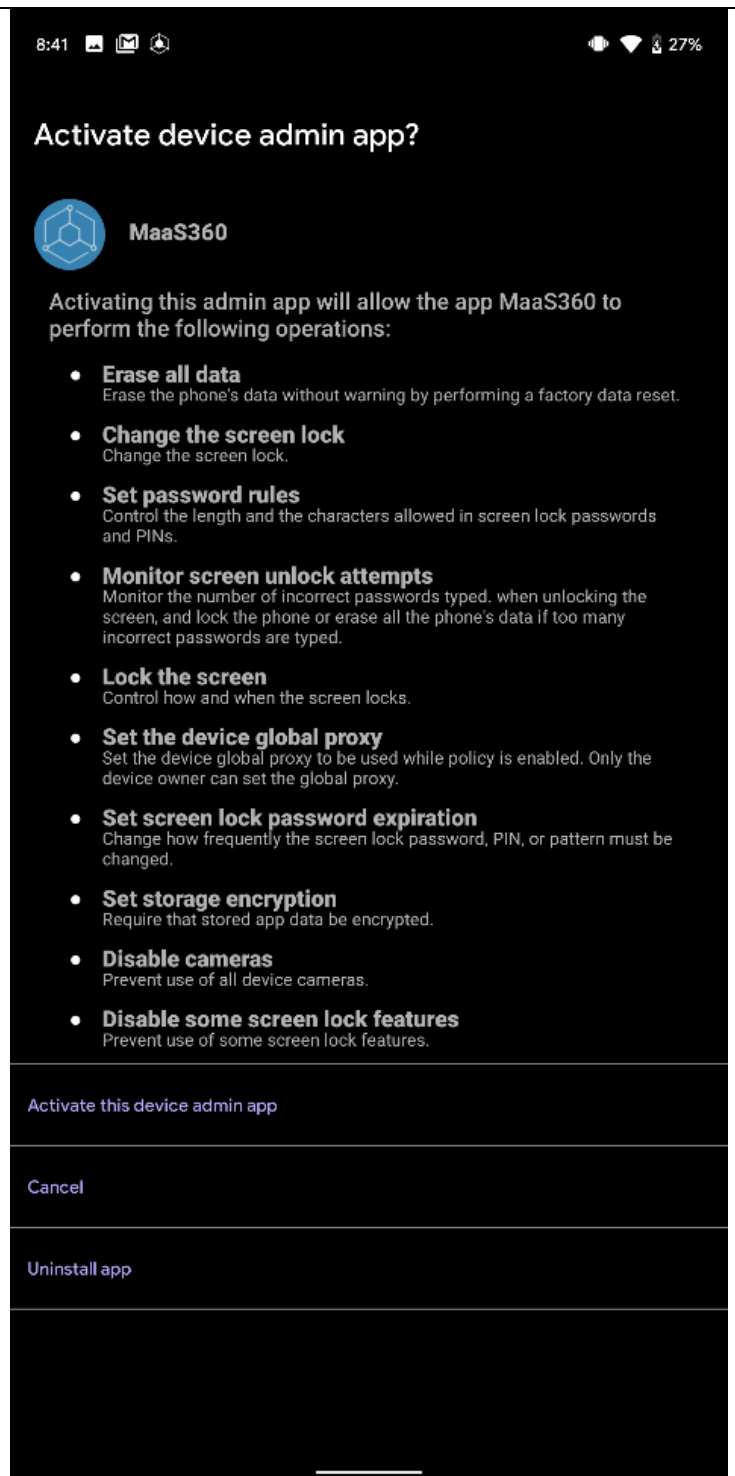 8:41
27%
Activate device admin app?
MaaS360
Activating this admin app will allow the app MaaS360 to
perform the following operations:
Erase all data
Erase the phone's data without warning by performing a factory data reset.
Change the screen lock
Change the screen lock.
Set password rules
Control the length and the characters allowed in screen lock passwords
and PINs.
Monitor screen unlock attempts
Monitor the number of incorrect passwords typed. when unlocking the
screen, and lock the phone or erase all the phone's data if too many
incorrect passwords are typed.
Lock the screen
Control how and when the screen locks.
Set the device global proxy
Set the device global proxy to be used while policy is enabled. Only the
device owner can set the global proxy.
Set screen lock password expiration
Change how frequently the screen lock password, PIN, or pattern must be
changed.
Set storage encryption
Require that stored app data be encrypted.
Disable cameras
Prevent use of all device cameras.
Disable some screen lock features
Prevent use of some screen lock features.
Activate this device admin app
Cancel
Uninstall app